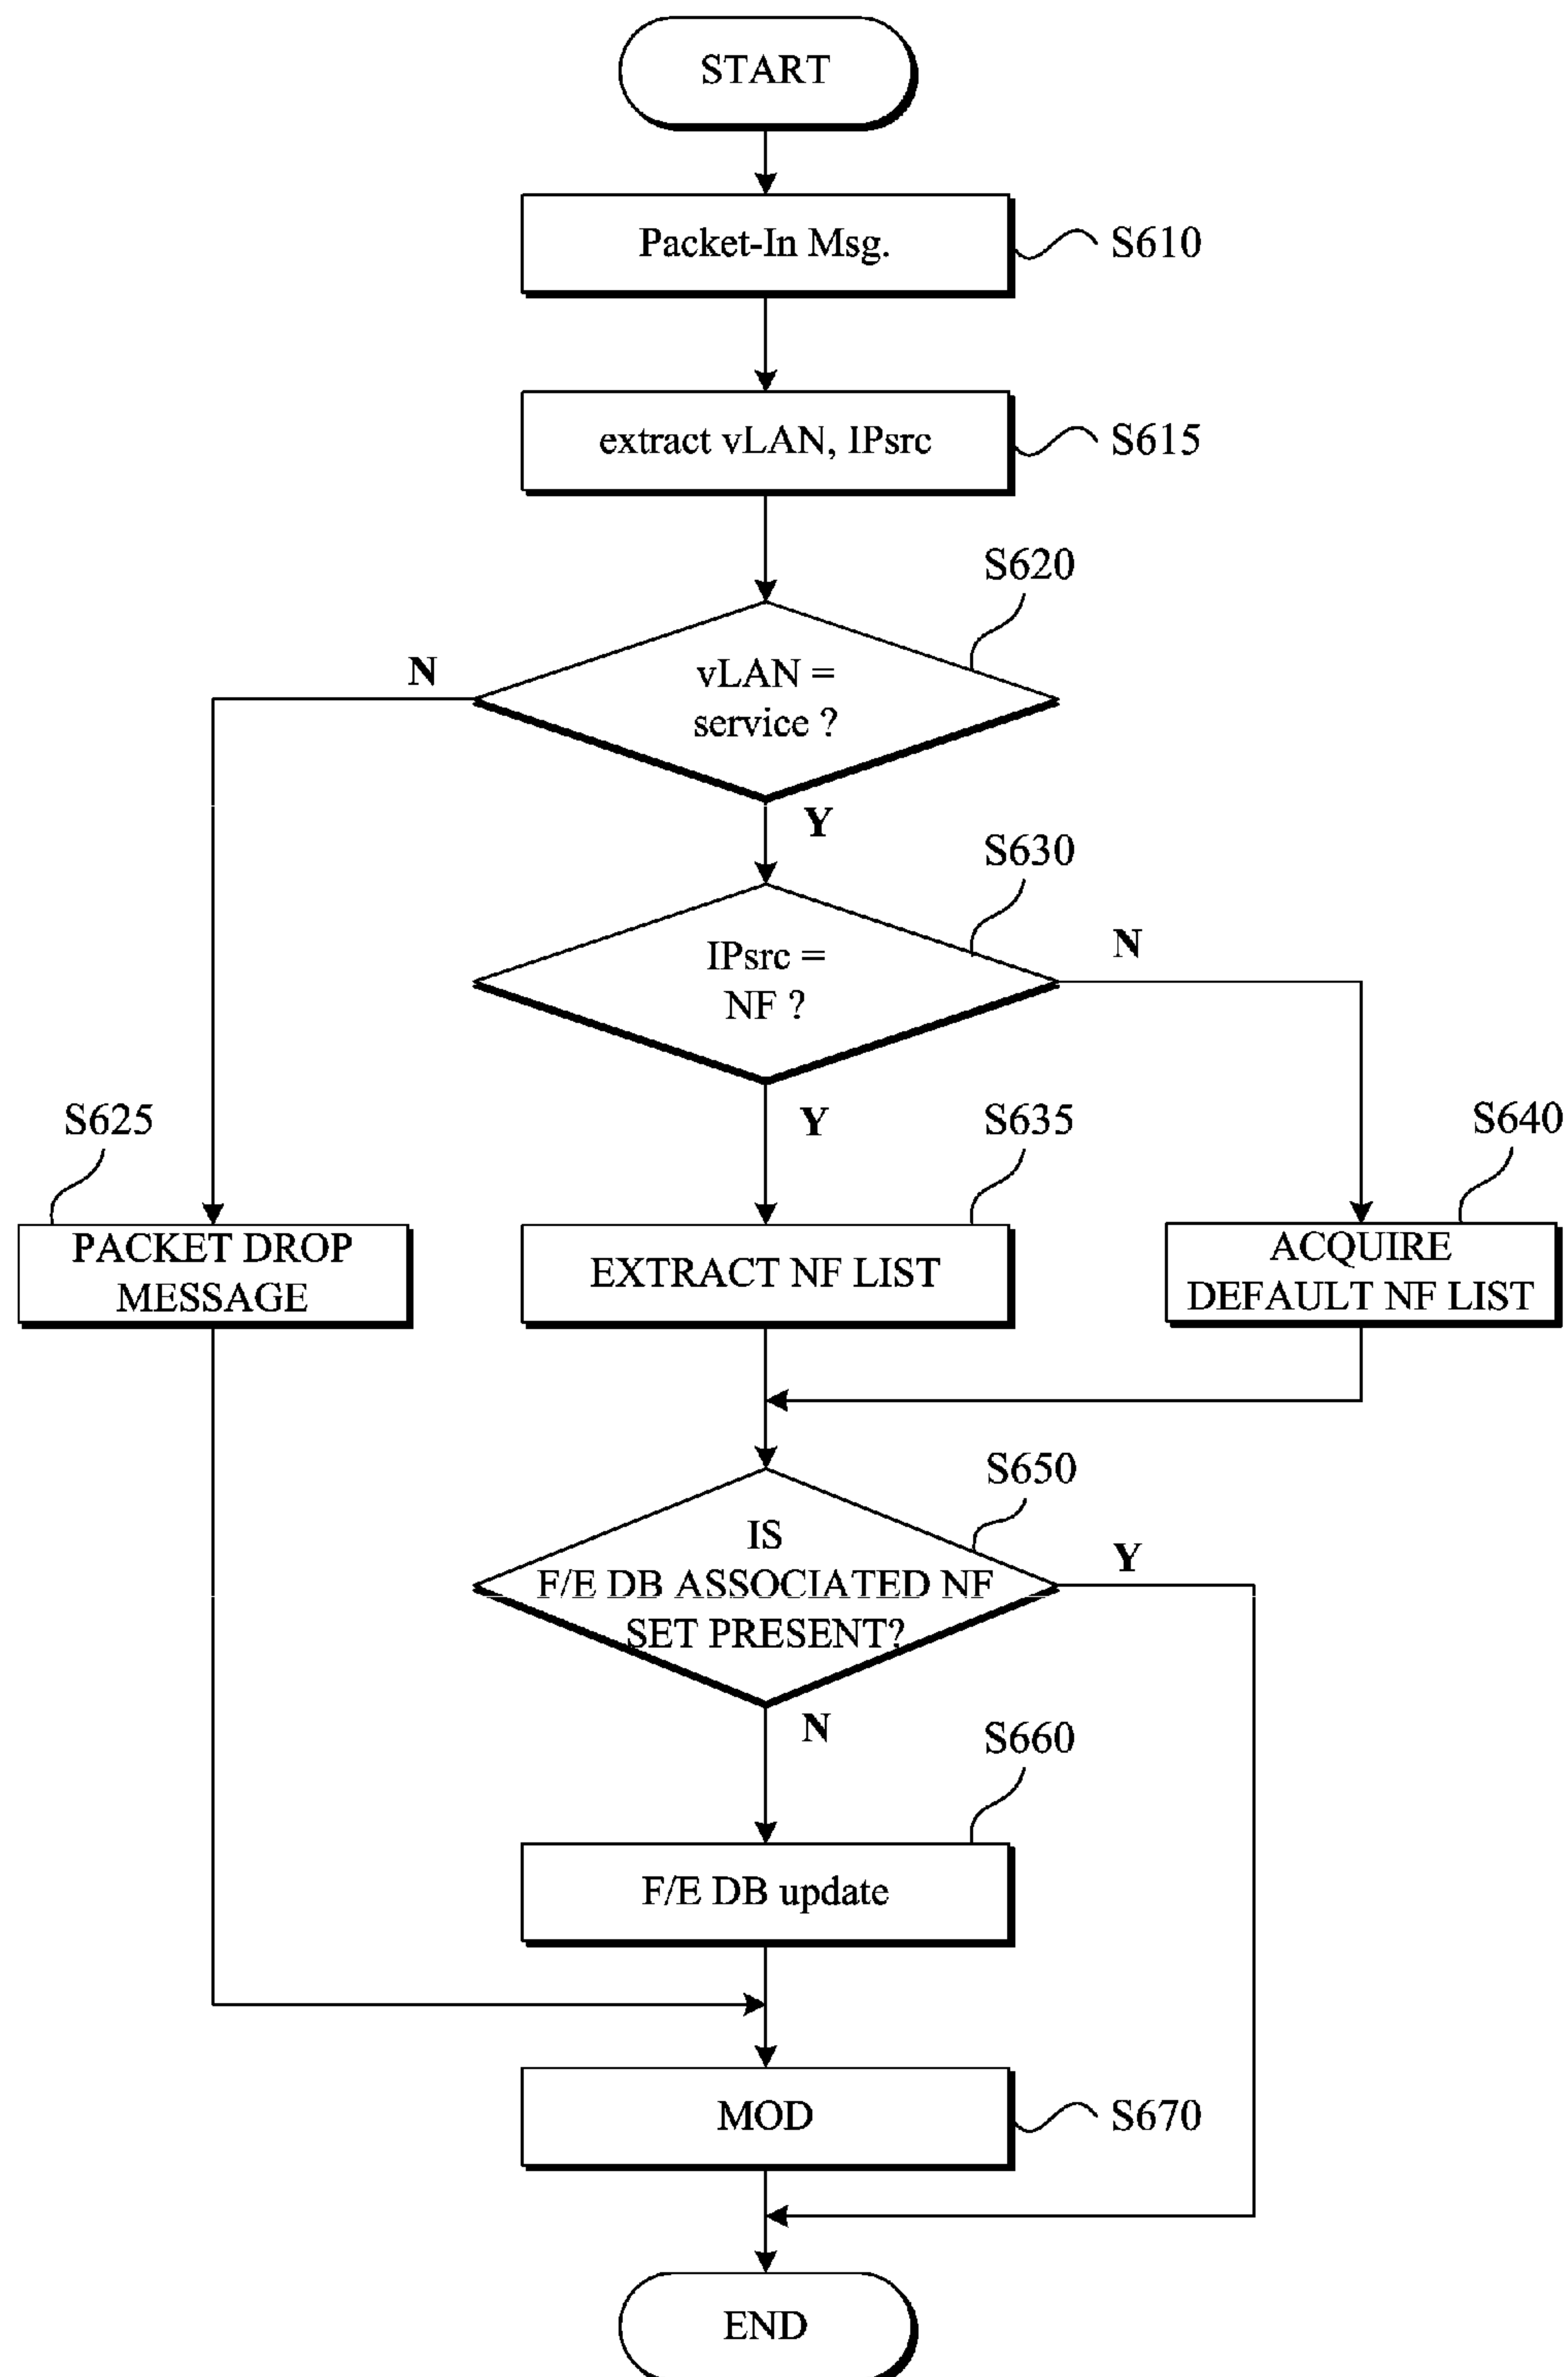 START
Packet-In Msg.
S610
extract vLAN, IPsrc
S615
S620
N
vLAN =
service ?
Y
S630
IPsrc =
NF ?
N
Y
S625
S635
S640
PACKET DROP
MESSAGE
EXTRACT NF LIST
ACQUIRE
DEFAULT NF LIST
S650
IS
F/E DB ASSOCIATED NF
SET PRESENT?
Y
N
S660
F/E DB update
MOD
S670
END